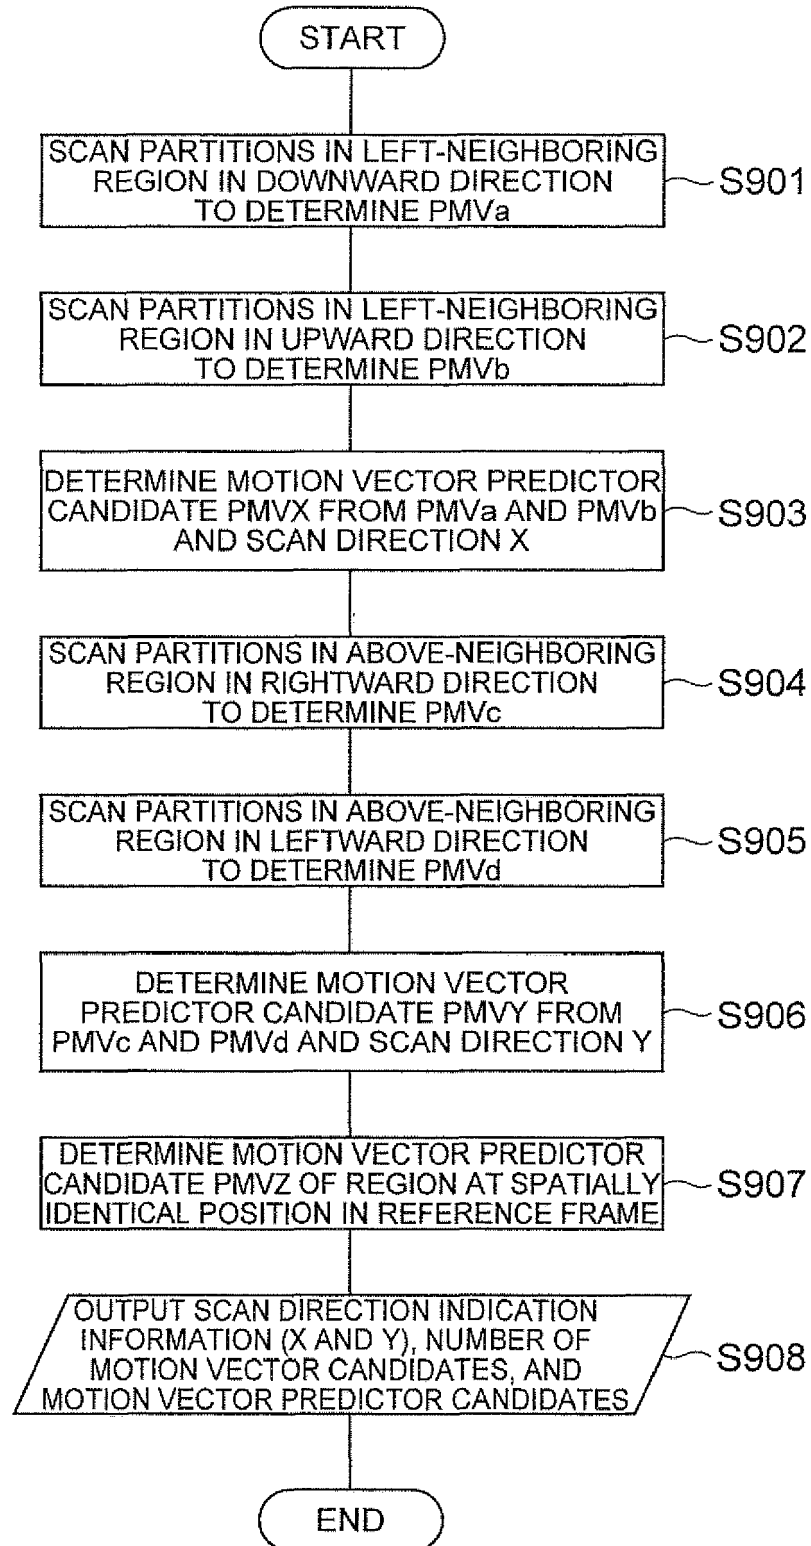 START
SCAN PARTITIONS IN LEFT-NEIGHBORING
REGION IN DOWNWARD DIRECTION
TO DETERMINE PMVa
S901
SCAN PARTITIONS IN LEFT-NEIGHBORING
REGION IN UPWARD DIRECTION
TO DETERMINE PMVb
S902
DETERMINE MOTION VECTOR PREDICTOR
CANDIDATE PMVX FROM PMVa AND PMVb
AND SCAN DIRECTION X
S903
SCAN PARTITIONS IN ABOVE-NEIGHBORING
REGION IN RIGHTWARD DIRECTION
TO DETERMINE PMVc
S904
SCAN PARTITIONS IN ABOVE-NEIGHBORING
REGION IN LEFTWARD DIRECTION
TO DETERMINE PMVd
S905
DETERMINE MOTION VECTOR
PREDICTOR CANDIDATE PMVY FROM
PMVc AND PMVd AND SCAN DIRECTION Y
S906
DETERMINE MOTION VECTOR PREDICTOR
CANDIDATE PMVZ OF REGION AT SPATIALLY
IDENTICAL POSITION IN REFERENCE FRAME
S907
OUTPUT SCAN DIRECTION INDICATION
INFORMATION (X AND Y), NUMBER OF
MOTION VECTOR CANDIDATES, AND
MOTION VECTOR PREDICTOR CANDIDATES
S908
END